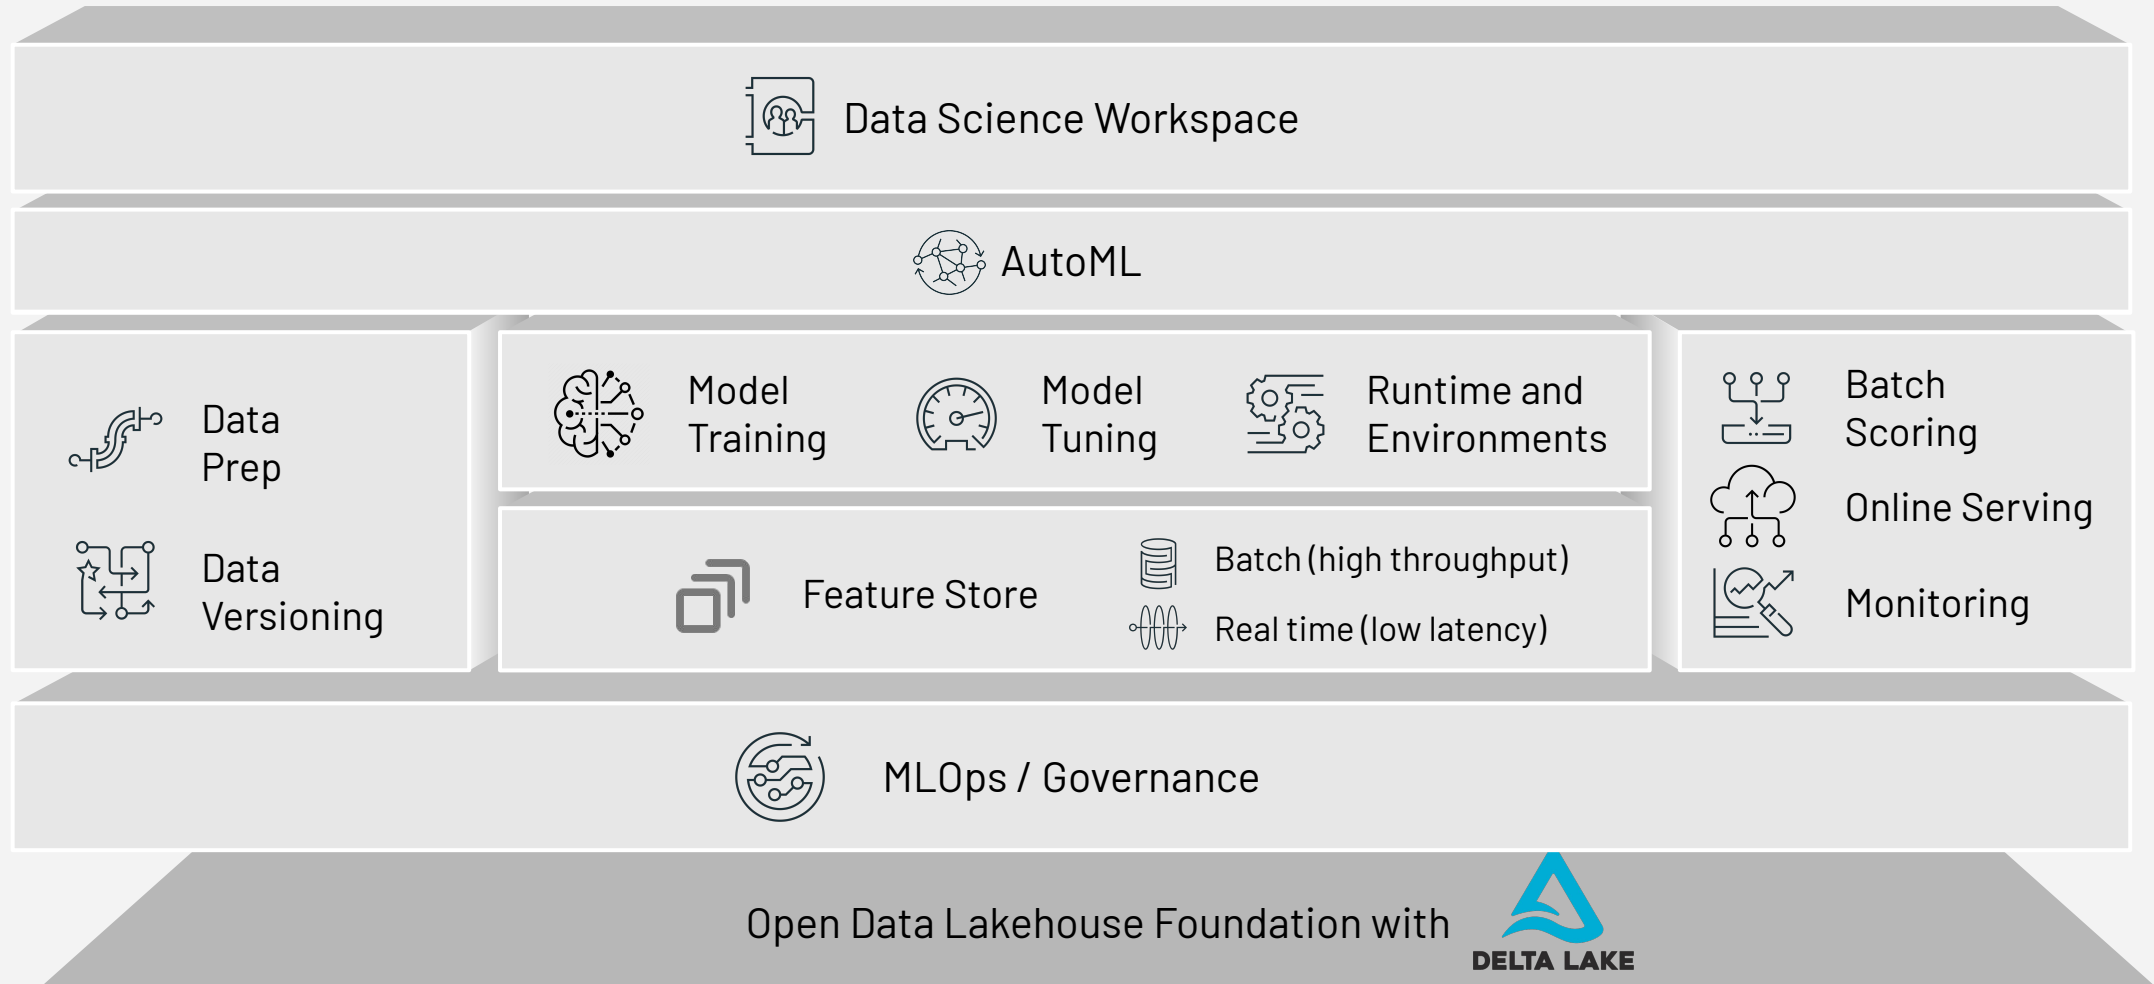 Data Science Workspace
AutoML
Data
Prep
Data
Versioning
Model
Training
Model
Tuning
Runtime and
Environments
Feature Store
Batch (high throughput)
Real time (low latency)
Batch
Scoring
Online Serving
Monitoring
MLOps / Governance
Open Data Lakehouse Foundation with
DELTA LAKE